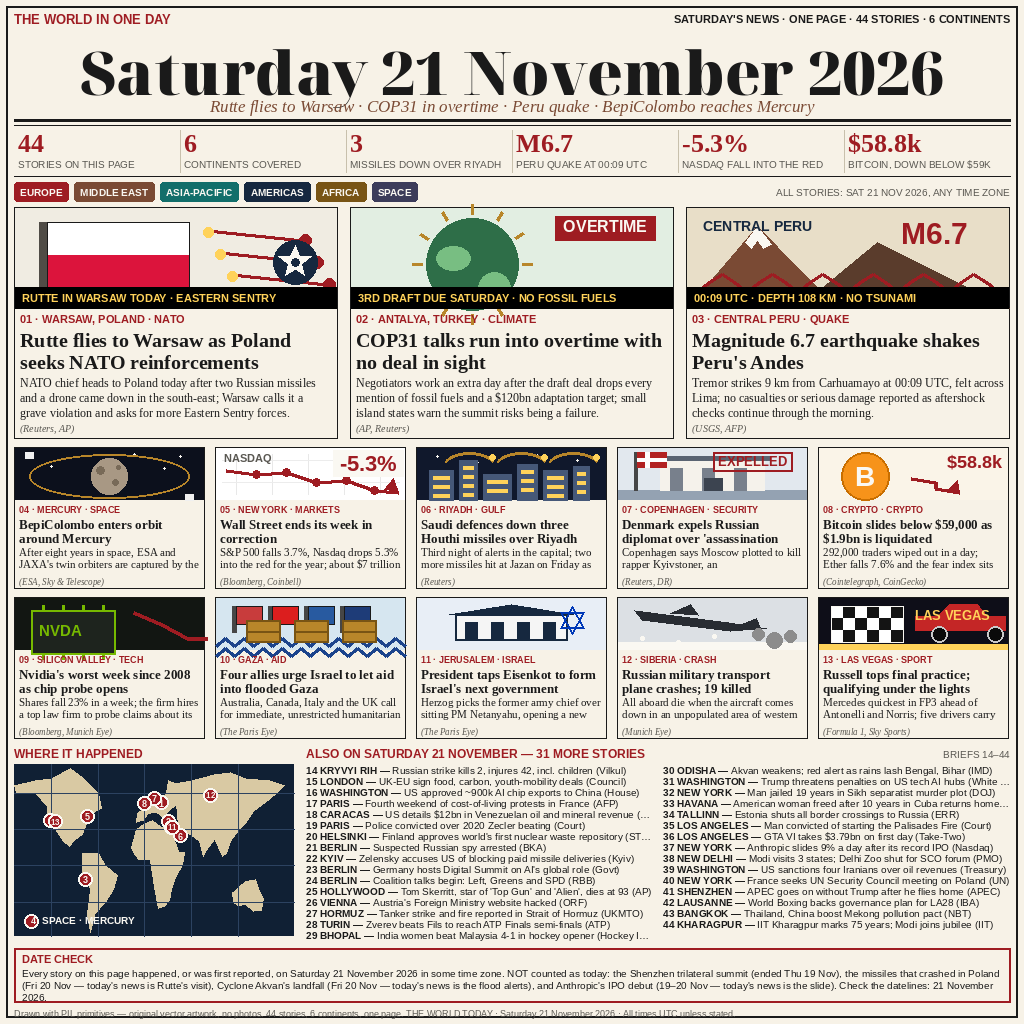 THE WORLD IN ONE DAY
SATURDAY'S NEWS · ONE PAGE · 44 STORIES · 6 CONTINENTS
Saturday 21 November 2026
Rutte flies to Warsaw · COP31 in overtime · Peru quake · BepiColombo reaches Mercury
44
STORIES ON THIS PAGE
6
CONTINENTS COVERED
3
MISSILES DOWN OVER RIYADH
M6.7
PERU QUAKE AT 00:09 UTC
-5.3%
NASDAQ FALL INTO THE RED
$58.8k
BITCOIN, DOWN BELOW $59K
EUROPE
MIDDLE EAST
ASIA-PACIFIC
AMERICAS
AFRICA
SPACE
ALL STORIES: SAT 21 NOV 2026, ANY TIME ZONE
RUTTE IN WARSAW TODAY · EASTERN SENTRY
01 · WARSAW, POLAND · NATO
Rutte flies to Warsaw as Poland
seeks NATO reinforcements
NATO chief heads to Poland today after two Russian missiles
and a drone came down in the south-east; Warsaw calls it a
grave violation and asks for more Eastern Sentry forces.
(Reuters, AP)
OVERTIME
3RD DRAFT DUE SATURDAY · NO FOSSIL FUELS
02 · ANTALYA, TURKEY · CLIMATE
COP31 talks run into overtime with
no deal in sight
Negotiators work an extra day after the draft deal drops every
mention of fossil fuels and a $120bn adaptation target; small
island states warn the summit risks being a failure.
(AP, Reuters)
CENTRAL PERU
M6.7
00:09 UTC · DEPTH 108 KM · NO TSUNAMI
03 · CENTRAL PERU · QUAKE
Magnitude 6.7 earthquake shakes
Peru's Andes
Tremor strikes 9 km from Carhuamayo at 00:09 UTC, felt across
Lima; no casualties or serious damage reported as aftershock
checks continue through the morning.
(USGS, AFP)
04 · MERCURY · SPACE
BepiColombo enters orbit
around Mercury
After eight years in space, ESA and
JAXA's twin orbiters are captured by the
(ESA, Sky & Telescope)
NASDAQ
-5.3%
05 · NEW YORK · MARKETS
Wall Street ends its week in
correction
S&P 500 falls 3.7%, Nasdaq drops 5.3%
into the red for the year; about $7 trillion
(Bloomberg, Coinbell)
06 · RIYADH · GULF
Saudi defences down three
Houthi missiles over Riyadh
Third night of alerts in the capital; two
more missiles hit at Jazan on Friday as
(Reuters)
EXPELLED
07 · COPENHAGEN · SECURITY
Denmark expels Russian
diplomat over 'assassination
Copenhagen says Moscow plotted to kill
rapper Kyivstoner, an
(Reuters, DR)
B
$58.8k
08 · CRYPTO · CRYPTO
Bitcoin slides below $59,000 as
$1.9bn is liquidated
292,000 traders wiped out in a day;
Ether falls 7.6% and the fear index sits
(Cointelegraph, CoinGecko)
NVDA
09 · SILICON VALLEY · TECH
Nvidia's worst week since 2008
as chip probe opens
Shares fall 23% in a week; the firm hires
a top law firm to probe claims about its
(Bloomberg, Munich Eye)
10 · GAZA · AID
Four allies urge Israel to let aid
into flooded Gaza
Australia, Canada, Italy and the UK call
for immediate, unrestricted humanitarian
(The Paris Eye)
11 · JERUSALEM · ISRAEL
President taps Eisenkot to form
Israel's next government
Herzog picks the former army chief over
sitting PM Netanyahu, opening a new
(The Paris Eye)
12 · SIBERIA · CRASH
Russian military transport
plane crashes; 19 killed
All aboard die when the aircraft comes
down in an unpopulated area of western
(Munich Eye)
LAS VEGAS
13 · LAS VEGAS · SPORT
Russell tops final practice;
qualifying under the lights
Mercedes quickest in FP3 ahead of
Antonelli and Norris; five drivers carry
(Formula 1, Sky Sports)
WHERE IT HAPPENED
13
5
8
7
1
12
11
6
3
4
SPACE · MERCURY
ALSO ON SATURDAY 21 NOVEMBER — 31 MORE STORIES
BRIEFS 14–44
14 KRYVYI RIH — Russian strike kills 2, injures 42, incl. children (Vilkul)
15 LONDON — UK-EU sign food, carbon, youth-mobility deals (Council)
16 WASHINGTON — US approved ~900k AI chip exports to China (House)
17 PARIS — Fourth weekend of cost-of-living protests in France (AFP)
18 CARACAS — US details $12bn in Venezuelan oil and mineral revenue (…
19 PARIS — Police convicted over 2020 Zecler beating (Court)
20 HELSINKI — Finland approves world's first nuclear waste repository (ST…
21 BERLIN — Suspected Russian spy arrested (BKA)
22 KYIV — Zelensky accuses US of blocking paid missile deliveries (Kyiv)
23 BERLIN — Germany hosts Digital Summit on AI's global role (Govt)
24 BERLIN — Coalition talks begin: Left, Greens and SPD (RBB)
25 HOLLYWOOD — Tom Skerritt, star of 'Top Gun' and 'Alien', dies at 93 (AP)
26 VIENNA — Austria's Foreign Ministry website hacked (ORF)
27 HORMUZ — Tanker strike and fire reported in Strait of Hormuz (UKMTO)
28 TURIN — Zverev beats Fils to reach ATP Finals semi-finals (ATP)
29 BHOPAL — India women beat Malaysia 4-1 in hockey opener (Hockey I…
30 ODISHA — Akvan weakens; red alert as rains lash Bengal, Bihar (IMD)
31 WASHINGTON — Trump threatens penalties on US tech AI hubs (White …
32 NEW YORK — Man jailed 19 years in Sikh separatist murder plot (DOJ)
33 HAVANA — American woman freed after 10 years in Cuba returns home…
34 TALLINN — Estonia shuts all border crossings to Russia (ERR)
35 LOS ANGELES — Man convicted of starting the Palisades Fire (Court)
36 LOS ANGELES — GTA VI takes $3.79bn on first day (Take-Two)
37 NEW YORK — Anthropic slides 9% a day after its record IPO (Nasdaq)
38 NEW DELHI — Modi visits 3 states; Delhi Zoo shut for SCO forum (PMO)
39 WASHINGTON — US sanctions four Iranians over oil revenues (Treasury)
40 NEW YORK — France seeks UN Security Council meeting on Poland (UN)
41 SHENZHEN — APEC goes on without Trump after he flies home (APEC)
42 LAUSANNE — World Boxing backs governance plan for LA28 (IBA)
43 BANGKOK — Thailand, China boost Mekong pollution pact (NBT)
44 KHARAGPUR — IIT Kharagpur marks 75 years; Modi joins jubilee (IIT)
DATE CHECK
Every story on this page happened, or was first reported, on Saturday 21 November 2026 in some time zone. NOT counted as today: the Shenzhen trilateral summit (ended Thu 19 Nov), the missiles that crashed in Poland
(Fri 20 Nov — today's news is Rutte's visit), Cyclone Akvan's landfall (Fri 20 Nov — today's news is the flood alerts), and Anthropic's IPO debut (19–20 Nov — today's news is the slide). Check the datelines: 21 November
2026.
Drawn with PIL primitives — original vector artwork, no photos. 44 stories, 6 continents, one page. THE WORLD TODAY · Saturday 21 November 2026 · All times UTC unless stated.